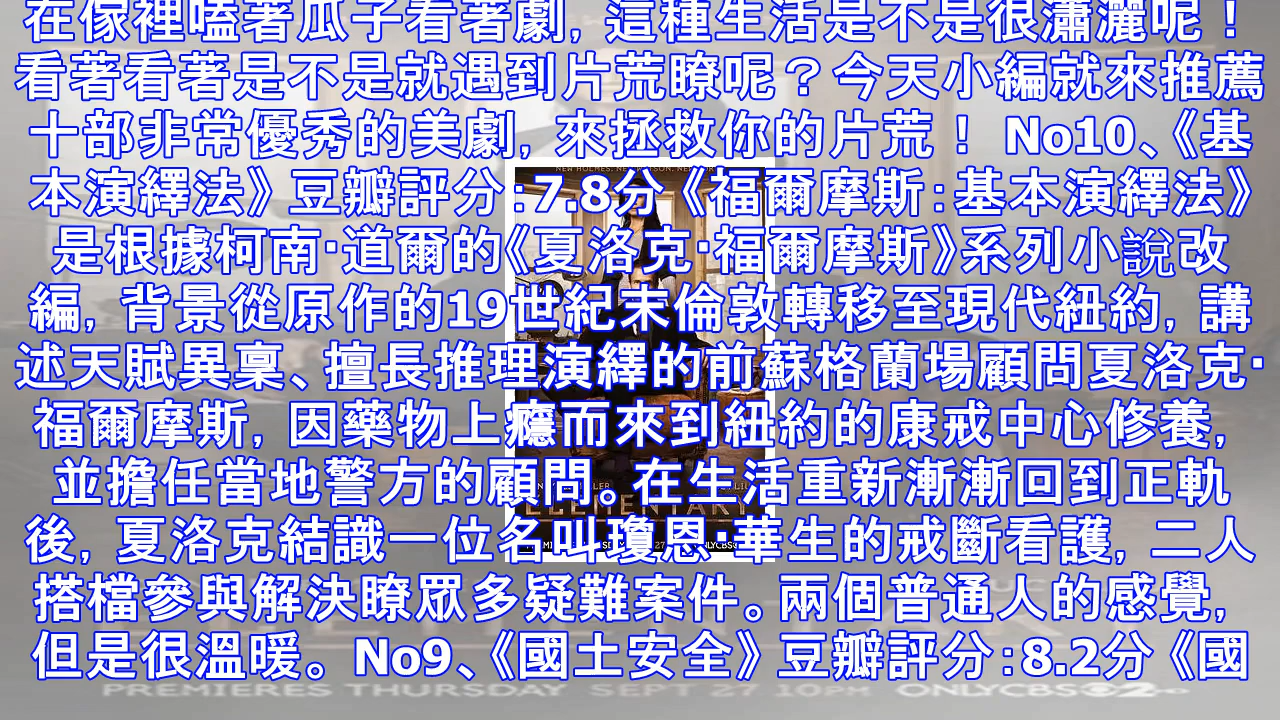 在傢裡嗑著瓜子看著劇, 這種生活是不是很瀟灑呢！
看著看著是不是就遇到片荒瞭呢？今天小編就來推薦
十部非常優秀的美劇, 來拯救你的片荒！ No10、《基
本演繹法》豆瓣評分:7.8分《福爾摩斯:基本演繹法》
是根據柯南·道爾的《夏洛克·福爾摩斯》系列小說改
編, 背景從原作的19世紀末倫敦轉移至現代紐約, 講
述天賦異稟、擅長推理演繹的前蘇格蘭場顧問夏洛克·
福爾摩斯, 因藥物上癮而來到紐約的康戒中心修養,
並擔任當地警方的顧問。在生活重新漸漸回到正軌
後, 夏洛克結識一位名叫瓊恩·華生的戒斷看護, 二人
搭檔參與解決瞭眾多疑難案件。兩個普通人的感覺,
但是很溫暖。 No9、《國土安全》豆瓣評分:8.2分《國
ELEMENTARY
PREMIERES THURSDAY SEPT 27 10PM ONLYCBS 2